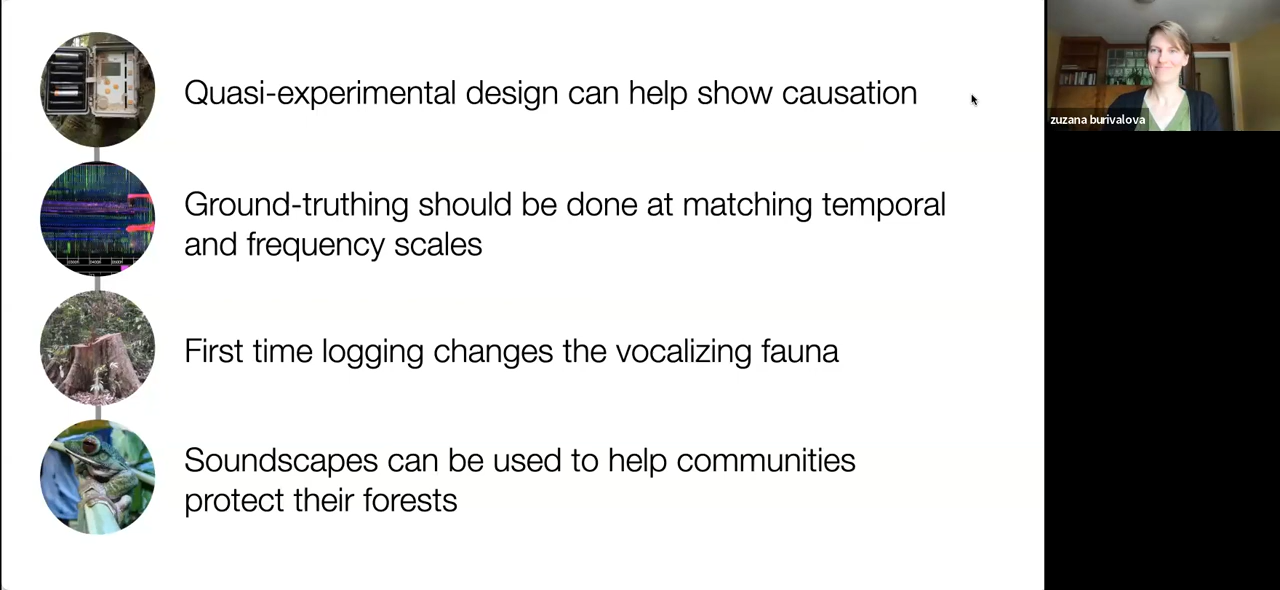 Quasi-experimental design can help show causation
Ground-truthing should be done at matching temporal
and frequency scales
First time logging changes the vocalizing fauna
Soundscapes can be used to help communities
protect their forests
zuzana burivalova